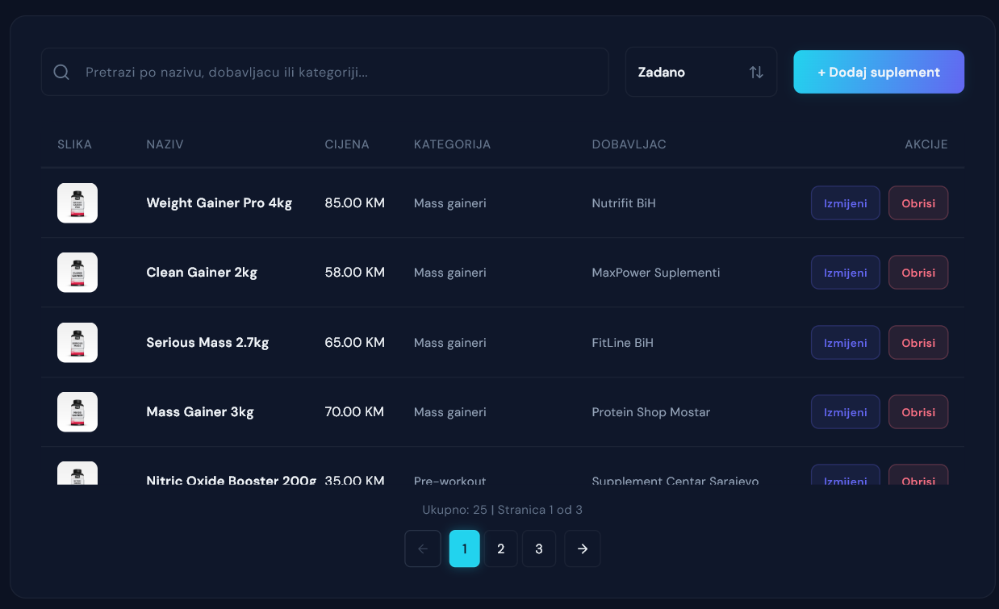 Pretrazi po nazivu, dobavljacu ili kategoriji...
Zadano
+ Dodaj suplement
SLIKA NAZIV CIJENA KATEGORIJA DOBAVLJAC AKCIJE
Weight Gainer Pro 4kg 85.00 KM Mass gaineri Nutrifit BiH Izmijeni Obrisi
Clean Gainer 2kg 58.00 KM Mass gaineri MaxPower Suplementi Izmijeni Obrisi
Serious Mass 2.7kg 65.00 KM Mass gaineri FitLine BiH Izmijeni Obrisi
Mass Gainer 3kg 70.00 KM Mass gaineri Protein Shop Mostar Izmijeni Obrisi
Nitric Oxide Booster 200g 35.00 KM Pre-workout Supplement Centar Sarajevo Izmijeni Obrisi
Ukupno: 25 | Stranica 1 od 3
← 1 2 3 →